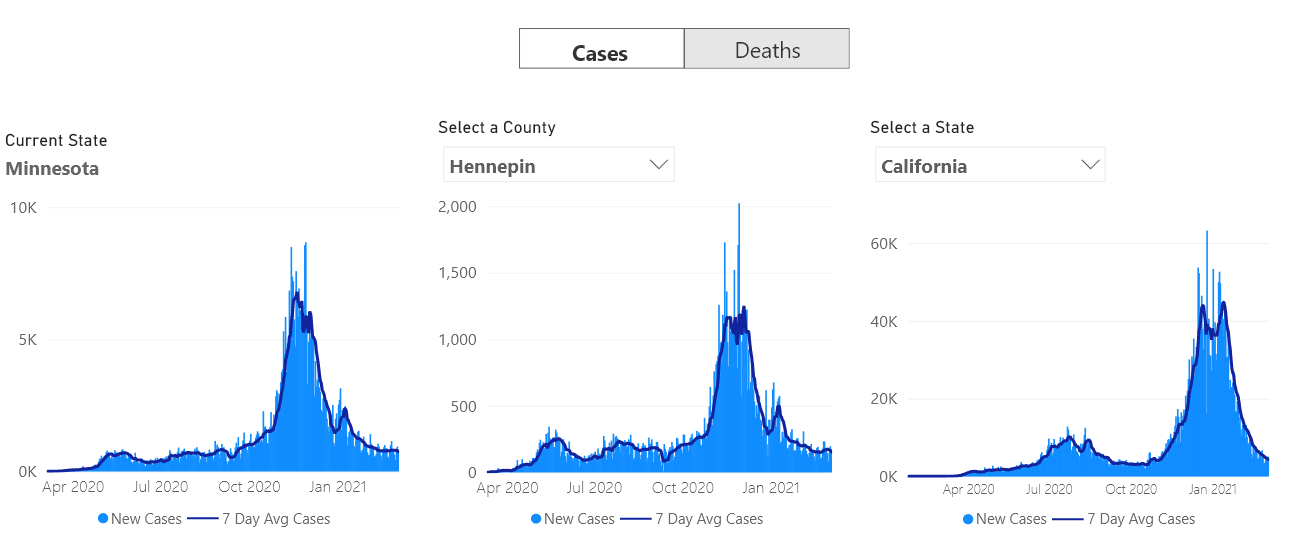 Cases Deaths
Current State
Minnesota
10K
5K
0K
Apr 2020 Jul 2020 Oct 2020 Jan 2021
New Cases 7 Day Avg Cases
Select a County
Hennepin
2,000
1,500
1,000
500
0
Apr 2020 Jul 2020 Oct 2020 Jan 2021
New Cases 7 Day Avg Cases
Select a State
California
60K
40K
20K
0K
Apr 2020 Jul 2020 Oct 2020 Jan 2021
New Cases 7 Day Avg Cases